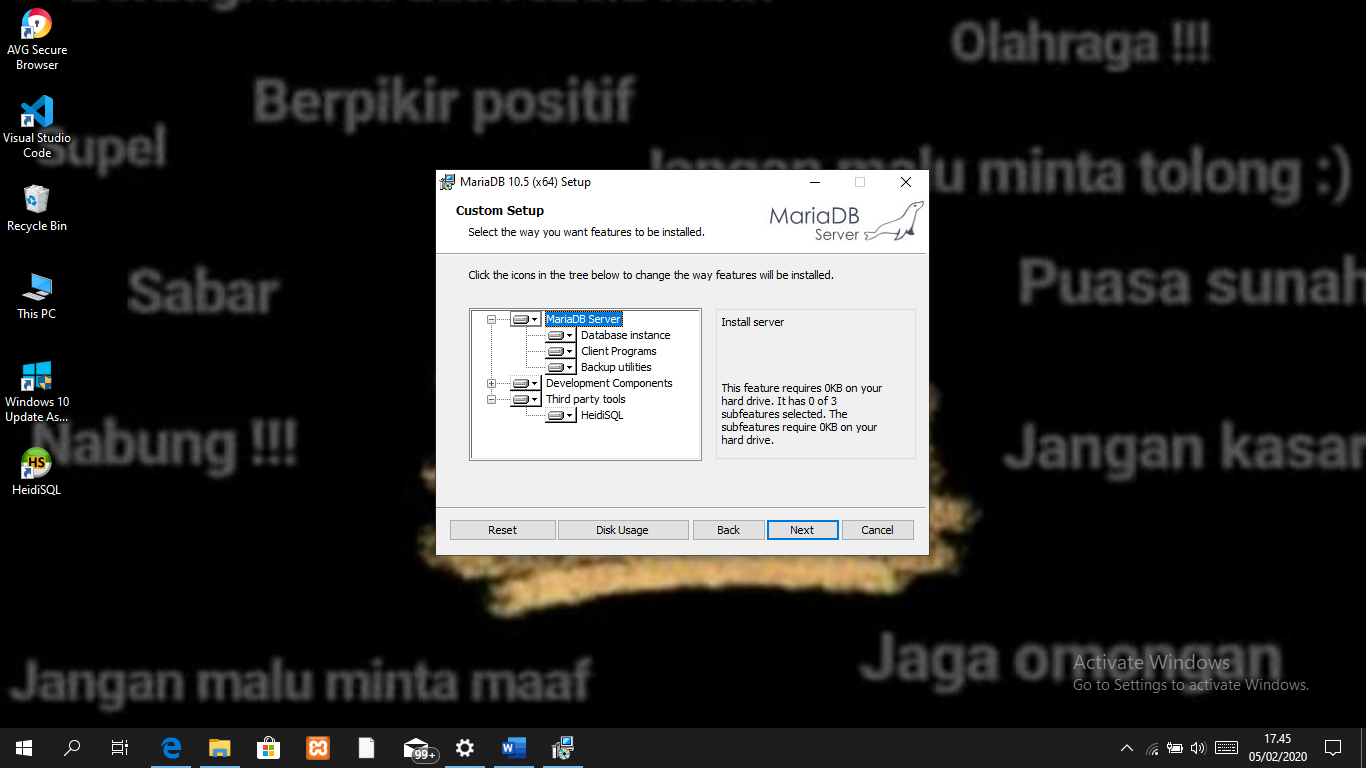 AVG Secure
Browser
Visual Studio
Code
Recycle Bin
This PC
Windows 10
Update As...
HeidiSQL
Olahraga !!!
Berpikir positif
Supel
Jangan malu minta tolong :)
Sabar
Puasa sunah
Nabung !!!
Jangan kasar
Jangan malu minta maaf
Jaga omongan
MariaDB 10.5 (x64) Setup
Custom Setup
Select the way you want features to be installed.
MariaDB
Server
Click the icons in the tree below to change the way features will be installed.
MariaDB Server
Database instance
Client Programs
Backup utilities
Development Components
Third party tools
HeidiSQL
Install server
This feature requires 0KB on your
hard drive. It has 0 of 3
subfeatures selected. The
subfeatures require 0KB on your
hard drive.
Reset
Disk Usage
Back
Next
Cancel
Activate Windows
Go to Settings to activate Windows.
99+
17.45
05/02/2020